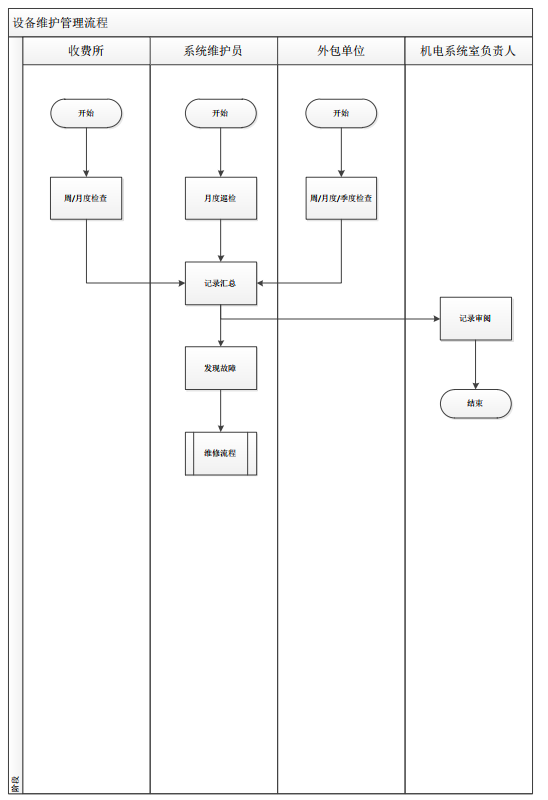 设备维护管理流程
收费所
系统维护员
外包单位
机电系统室负责人
开始
开始
开始
周/月度检查
月度巡检
周/月度/季度检查
记录汇总
记录审阅
发现故障
结束
维修流程
阶段